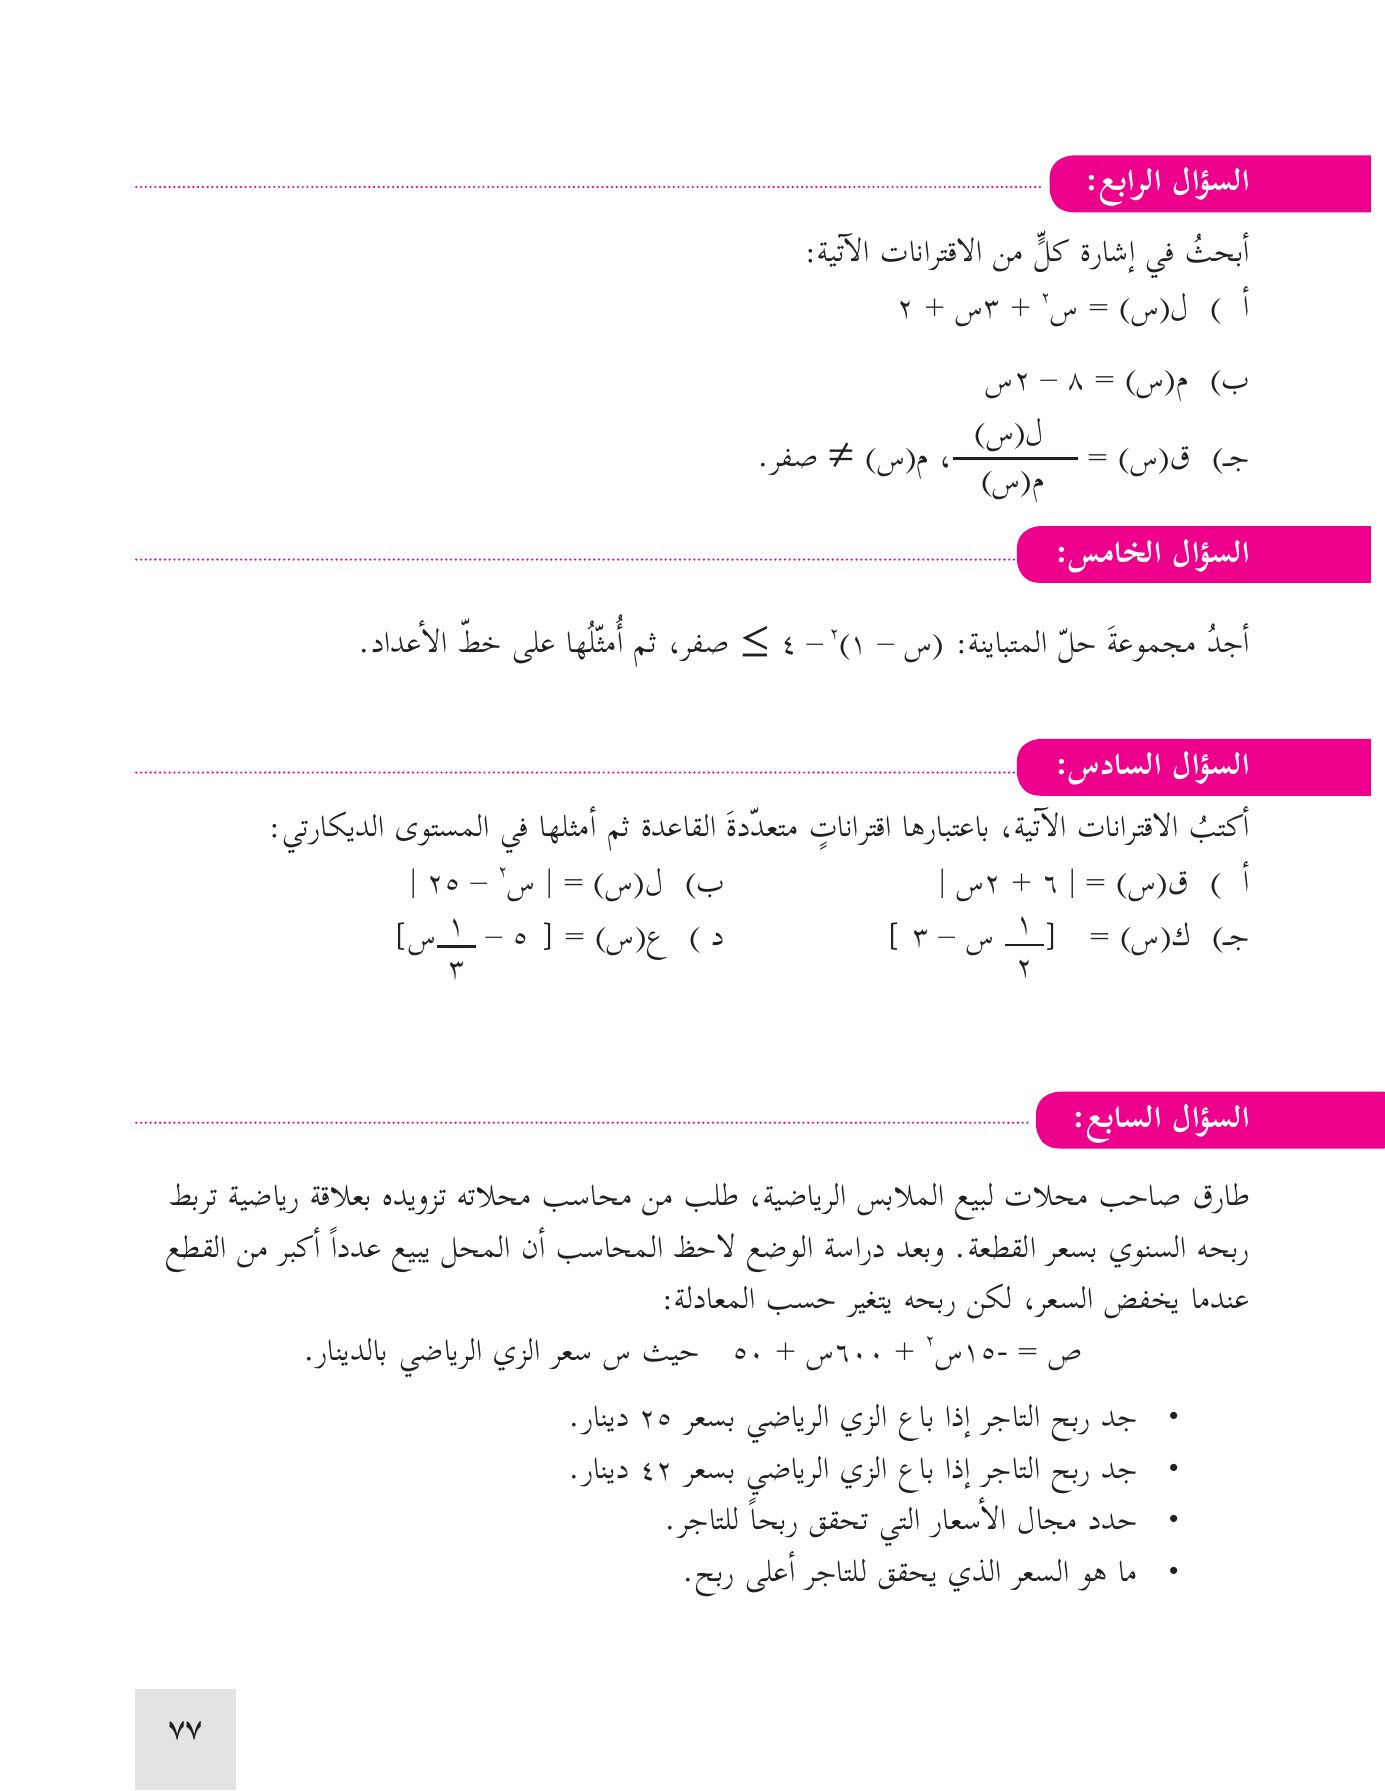 السؤال الرابع:
أبحثُ في إشارة كلٍّ من الاقترانات الآتية:
أ ) ل(س) = س٢ + ٣س + ٢
ب) م(س) = ٨ – ٢س
جـ) ق(س) = ل(س)/م(س) ، م(س) ≠ صفر.
السؤال الخامس:
أجدُ مجموعةَ حلّ المتباينة: (س – ١)٢ – ٤ ≥ صفر، ثم أُمثّلُها على خطّ الأعداد.
السؤال السادس:
أكتبُ الاقترانات الآتية، باعتبارها اقتراناتٍ متعدّدةَ القاعدة ثم أمثلها في المستوى الديكارتي:
أ ) ق(س) = | ٦ + ٢س | ب) ل(س) = | س٢ – ٢٥ |
جـ) ك(س) = [ ١/٢ س – ٣ ] د ) ع(س) = [ ٥ – ١/٣ س]
السؤال السابع:
طارق صاحب محلات لبيع الملابس الرياضية، طلب من محاسب محلاته تزويده بعلاقة رياضية تربط
ربحه السنوي بسعر القطعة. وبعد دراسة الوضع لاحظ المحاسب أن المحل يبيع عدداً أكبر من القطع
عندما يخفض السعر، لكن ربحه يتغير حسب المعادلة:
ص = -١٥س٢ + ٦٠٠س + ٥٠ حيث س سعر الزي الرياضي بالدينار.
• جد ربح التاجر إذا باع الزي الرياضي بسعر ٢٥ دينار.
• جد ربح التاجر إذا باع الزي الرياضي بسعر ٤٢ دينار.
• حدد مجال الأسعار التي تحقق ربحاً للتاجر.
• ما هو السعر الذي يحقق للتاجر أعلى ربح.
٧٧